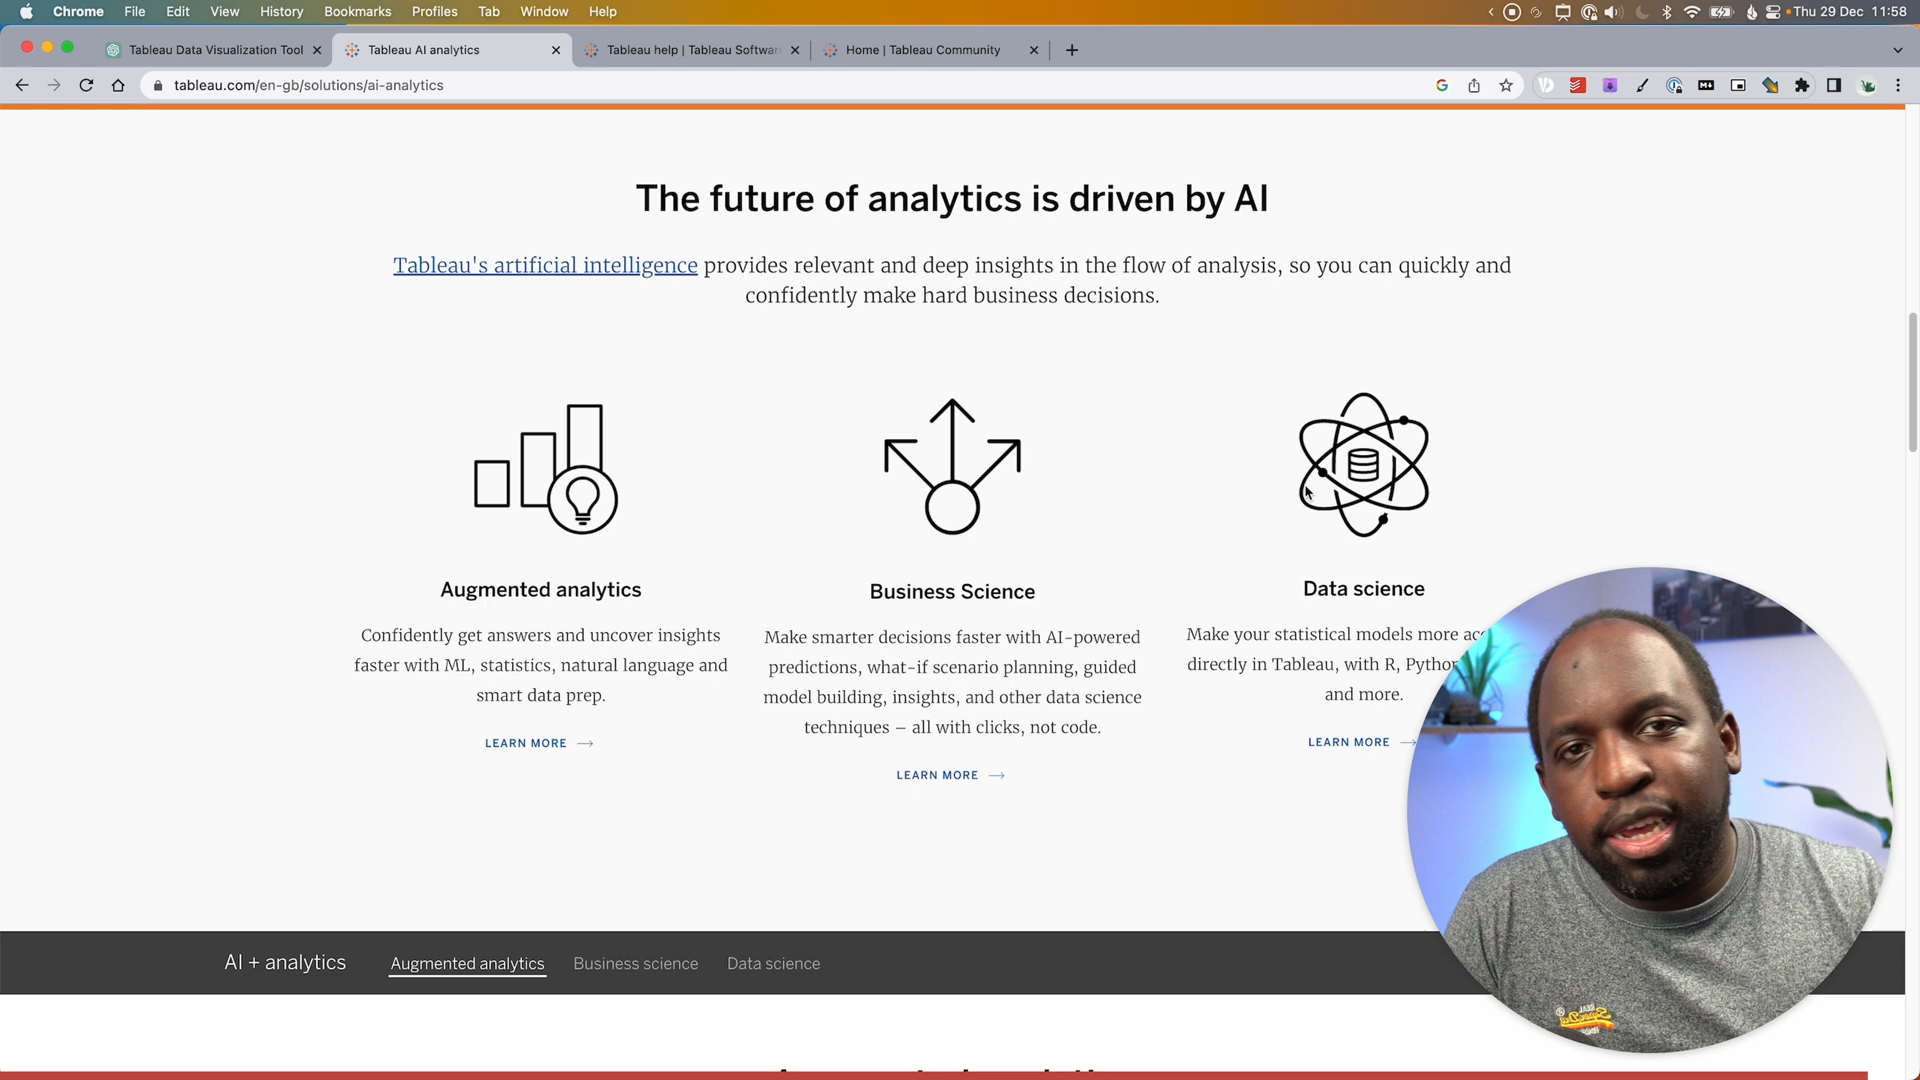 Chrome File Edit View History Bookmarks Profiles Tab Window Help Thu 29 Dec 11:58
Tableau Data Visualization Tool Tableau AI analytics Tableau help | Tableau Softwar Home | Tableau Community
tableau.com/en-gb/solutions/ai-analytics
The future of analytics is driven by AI
Tableau's artificial intelligence provides relevant and deep insights in the flow of analysis, so you can quickly and
confidently make hard business decisions.
Augmented analytics
Confidently get answers and uncover insights
faster with ML, statistics, natural language and
smart data prep.
LEARN MORE →
Business Science
Make smarter decisions faster with AI-powered
predictions, what-if scenario planning, guided
model building, insights, and other data science
techniques – all with clicks, not code.
LEARN MORE →
Data science
Make your statistical models more
directly in Tableau, with R, Python
and more.
LEARN MORE →
AI + analytics Augmented analytics Business science Data science